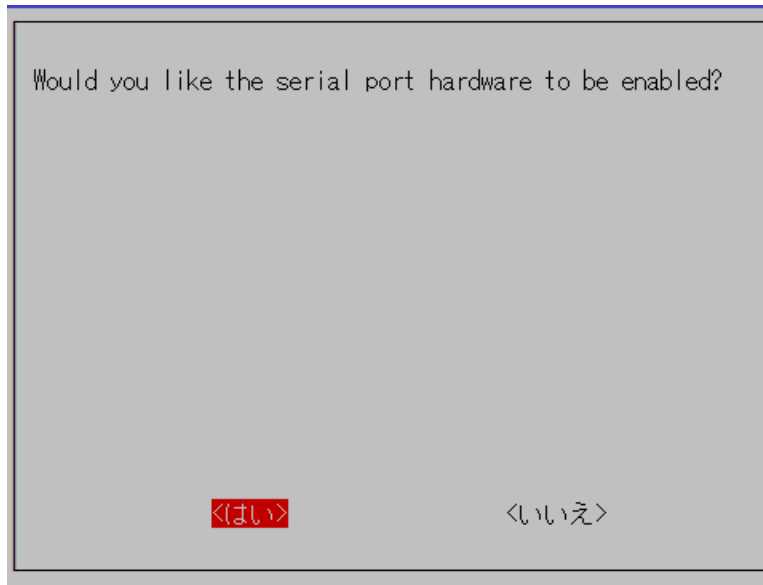 Would you like the serial port hardware to be enabled?
<はい> <いいえ>